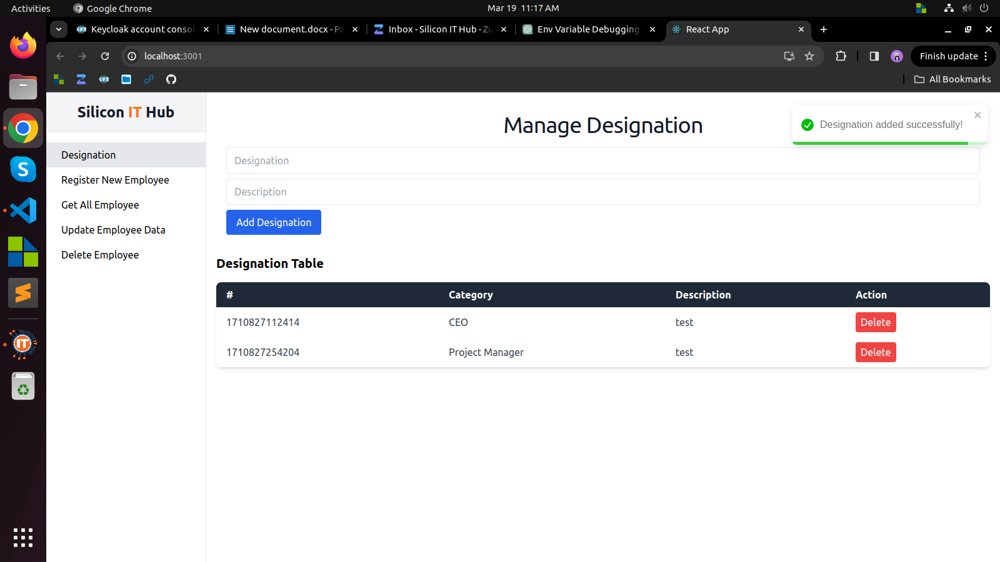 Activities
Google Chrome
Mar 19 11:17 AM
Keycloak account consol
New document.docx - Pa
Inbox - Silicon IT Hub - Zu
Env Variable Debugging
React App
localhost:3001
Finish update
All Bookmarks
Silicon IT Hub
Designation
Register New Employee
Get All Employee
Update Employee Data
Delete Employee
Manage Designation
Designation added successfully!
Designation
Description
Add Designation
Designation Table
# Category Description Action
1710827112414 CEO test Delete
1710827254204 Project Manager test Delete